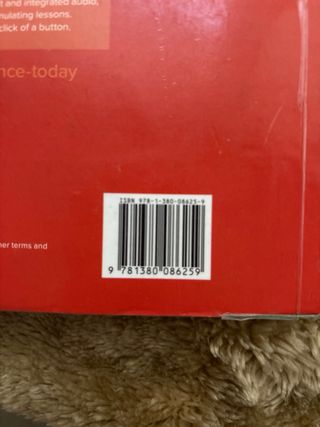 t and integrated audio,
mulating lessons.
click of a button.
nce-today
ISBN 978-1-380-08625-9
9 781380 086259
her terms and